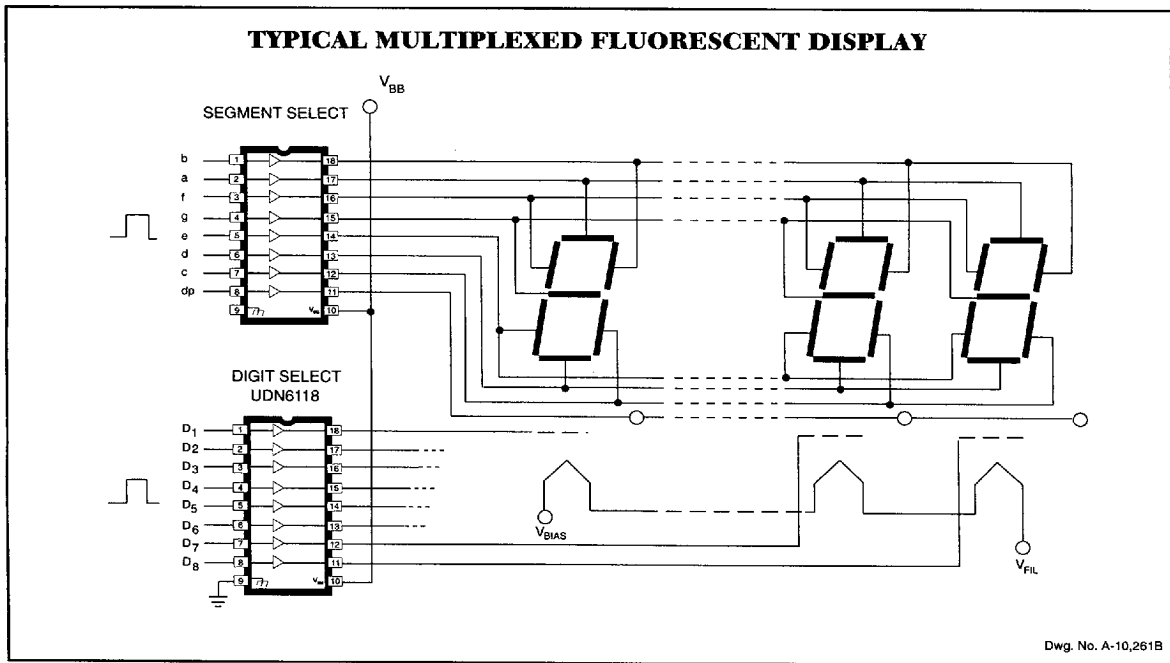 TYPICAL MULTIPLEXED FLUORESCENT DISPLAY
VBB
SEGMENT SELECT
b 1 18
a 2 17
f 3 16
g 4 15
e 5 14
d 6 13
c 7 12
dp 8 11
9 10
DIGIT SELECT
UDN6118
D1 1 18
D2 2 17
D3 3 16
D4 4 15
D5 5 14
D6 6 13
D7 7 12
D8 8 11
9 10
VBIAS
VFIL
Dwg. No. A-10,261B